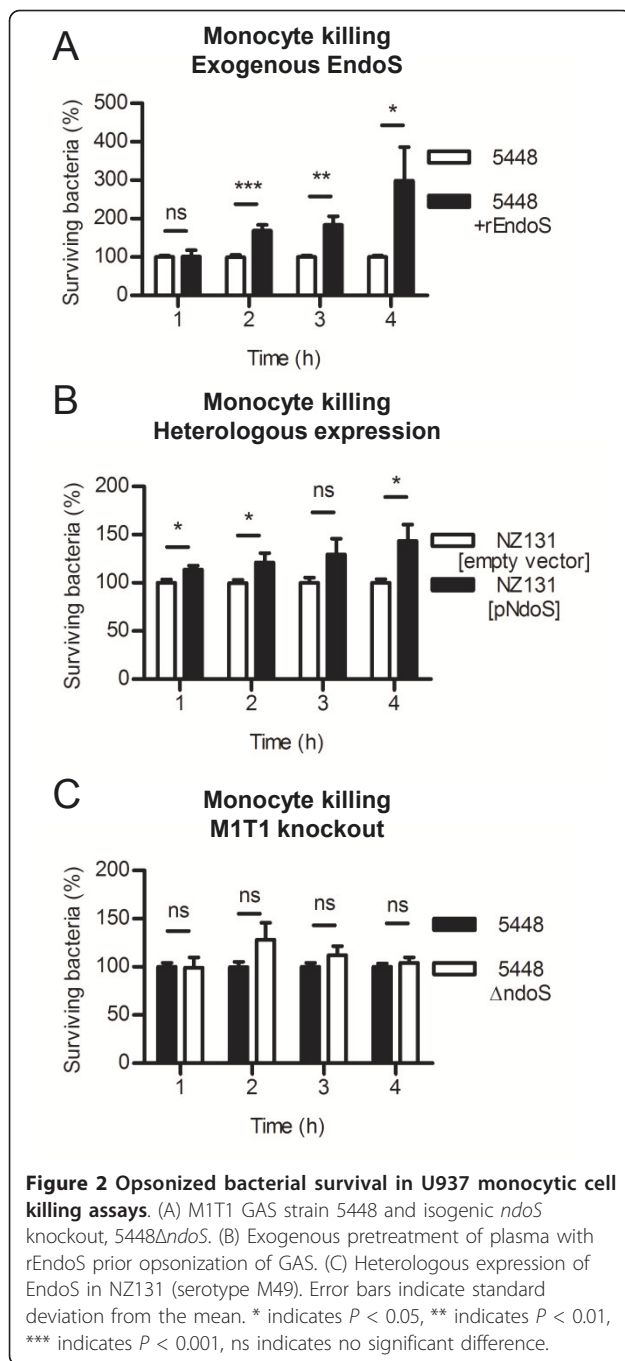 A
Monocyte killing
Exogenous EndoS
Surviving bacteria (%)
500
400
300
200
100
0
ns
***
**
*
1 2 3 4
Time (h)
5448
5448
+rEndoS
B
Monocyte killing
Heterologous expression
Surviving bacteria (%)
200
150
100
50
0
*
*
ns
*
1 2 3 4
Time (h)
NZ131
[empty vector]
NZ131
[pNdoS]
C
Monocyte killing
M1T1 knockout
Surviving bacteria (%)
200
150
100
50
0
ns
ns
ns
ns
1 2 3 4
Time (h)
5448
5448
ΔndoS
Figure 2 Opsonized bacterial survival in U937 monocytic cell
killing assays. (A) M1T1 GAS strain 5448 and isogenic ndoS
knockout, 5448ΔndoS. (B) Exogenous pretreatment of plasma with
rEndoS prior opsonization of GAS. (C) Heterologous expression of
EndoS in NZ131 (serotype M49). Error bars indicate standard
deviation from the mean. * indicates P < 0.05, ** indicates P < 0.01,
*** indicates P < 0.001, ns indicates no significant difference.